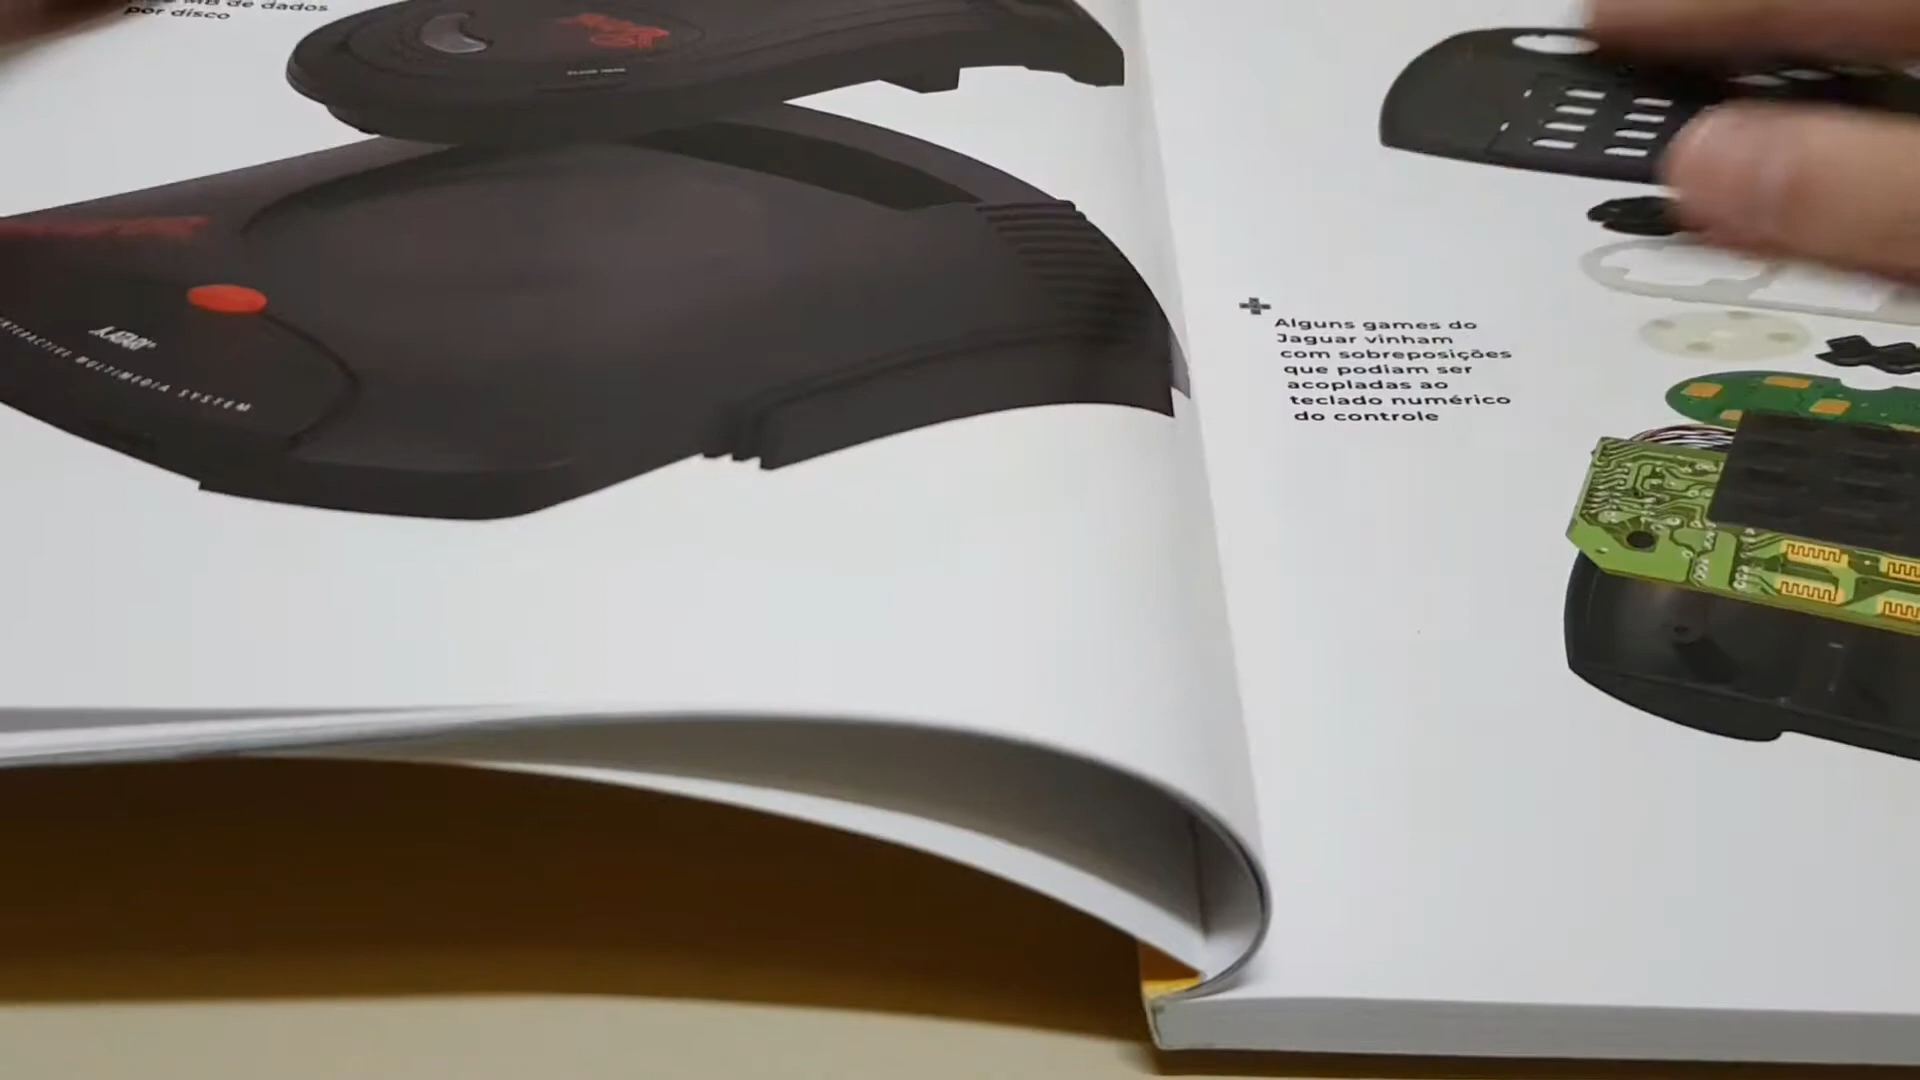 MB de dados
por disco
ATARI
INTERACTIVE MULTIMEDIA SYSTEM
Alguns games do
Jaguar vinham
com sobreposições
que podiam ser
acopladas ao
teclado numérico
do controle